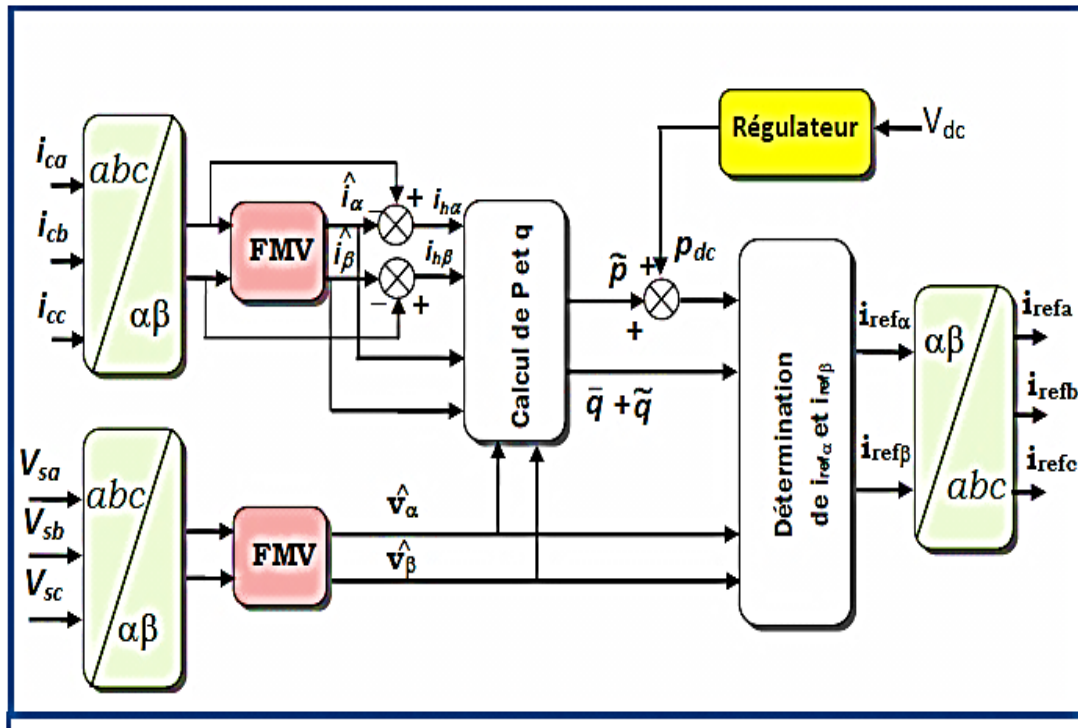 Régulateur
V_dc
i_ca
i_cb
i_cc
abc
αβ
FMV
î_α
î_β
−
+
−
+
i_hα
i_hβ
Calcul de P et q
p̃
+
+
p_dc
q̄ + q̃
Détermination
de i_refα et i_refβ
i_refα
i_refβ
αβ
abc
i_refa
i_refb
i_refc
V_sa
V_sb
V_sc
abc
αβ
FMV
v̂_α
v̂_β